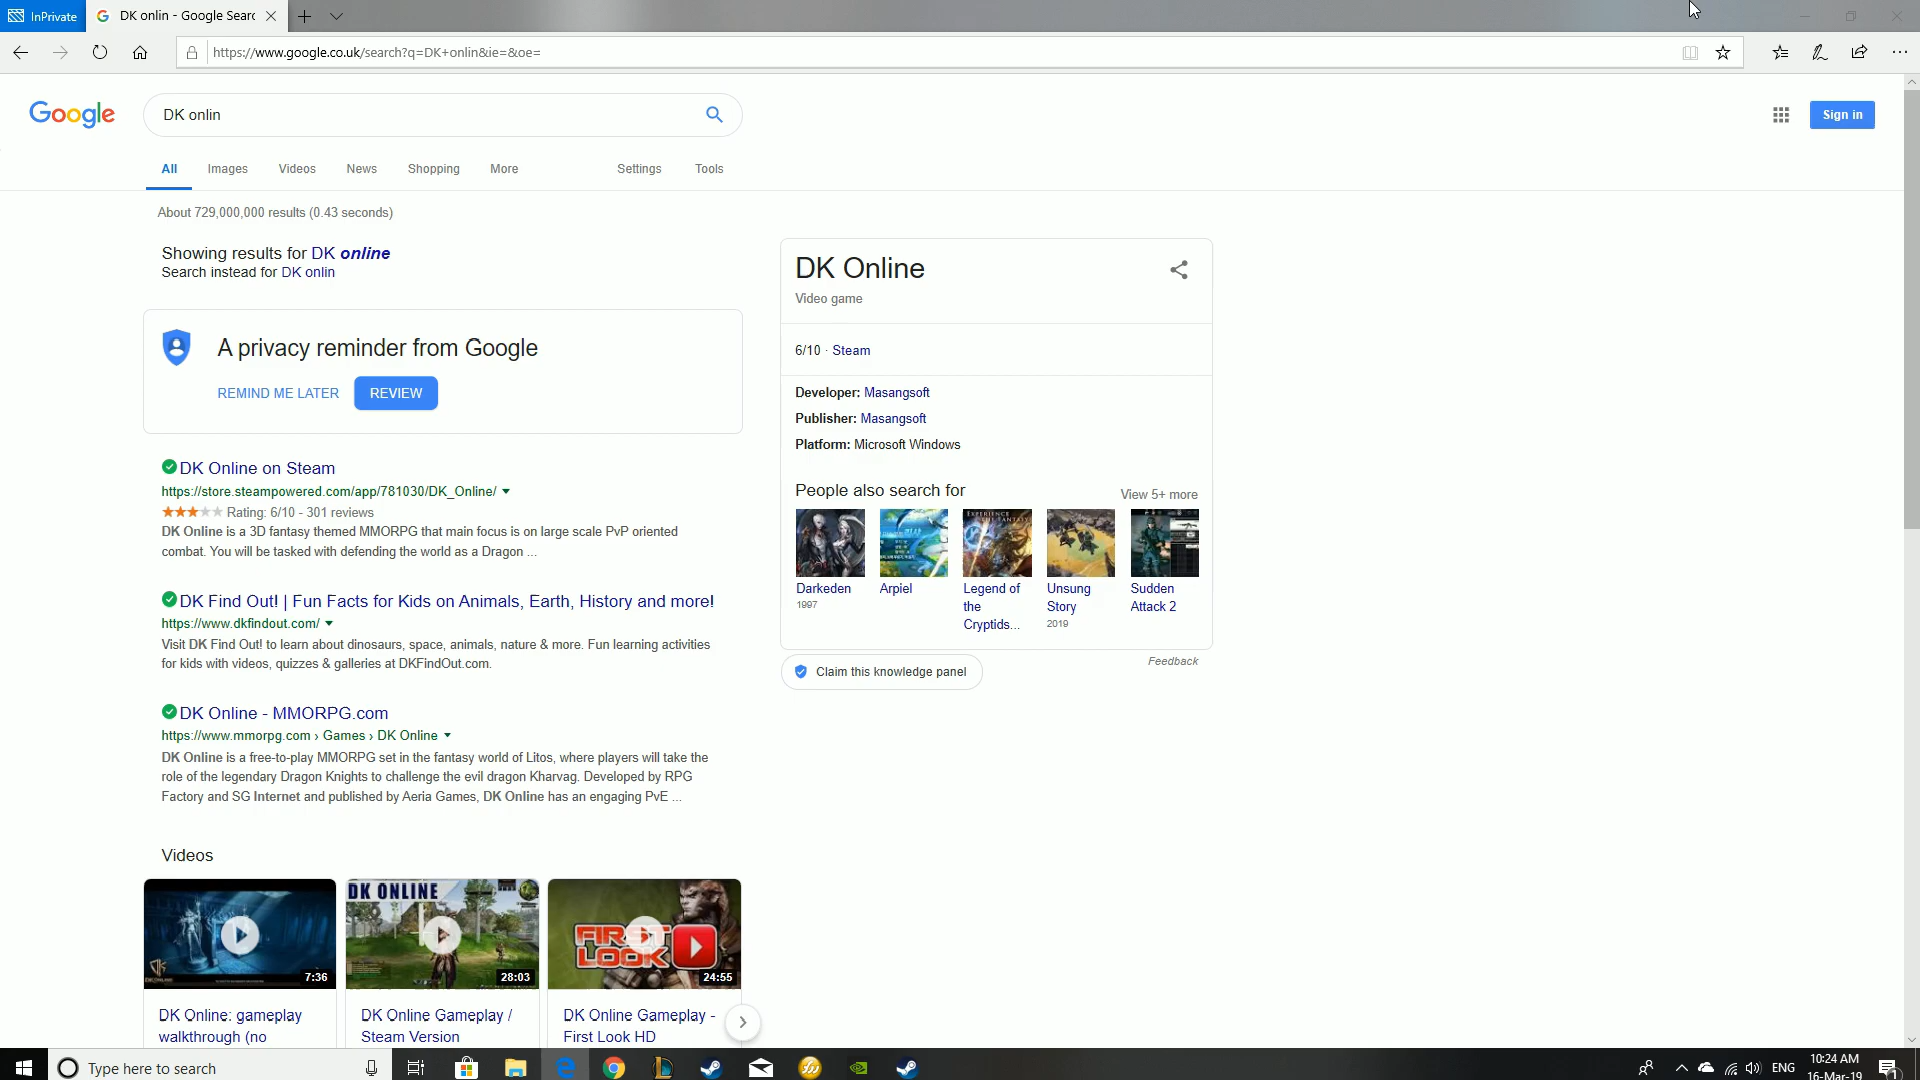 InPrivate
DK onlin - Google Sear
https://www.google.co.uk/search?q=DK+onlin&ie=&oe=
Google
DK onlin
Sign in
All Images Videos News Shopping More Settings Tools
About 729,000,000 results (0.43 seconds)
Showing results for DK online
Search instead for DK onlin
A privacy reminder from Google
REMIND ME LATER REVIEW
DK Online on Steam
https://store.steampowered.com/app/781030/DK_Online/
Rating: 6/10 - 301 reviews
DK Online is a 3D fantasy themed MMORPG that main focus is on large scale PvP oriented
combat. You will be tasked with defending the world as a Dragon ...
DK Find Out! | Fun Facts for Kids on Animals, Earth, History and more!
https://www.dkfindout.com/
Visit DK Find Out! to learn about dinosaurs, space, animals, nature & more. Fun learning activities
for kids with videos, quizzes & galleries at DKFindOut.com.
DK Online - MMORPG.com
https://www.mmorpg.com › Games › DK Online
DK Online is a free-to-play MMORPG set in the fantasy world of Litos, where players will take the
role of the legendary Dragon Knights to challenge the evil dragon Kharvag. Developed by RPG
Factory and SG Internet and published by Aeria Games, DK Online has an engaging PvE ...
Videos
7:36
DK ONLINE
28:03
FIRST
LOOK
24:55
DK Online: gameplay
walkthrough (no
DK Online Gameplay /
Steam Version
DK Online Gameplay -
First Look HD
DK Online
Video game
6/10 · Steam
Developer: Masangsoft
Publisher: Masangsoft
Platform: Microsoft Windows
People also search for
View 5+ more
Darkeden
1997
Arpiel
Legend of
the
Cryptids...
Unsung
Story
2019
Sudden
Attack 2
Feedback
Claim this knowledge panel
Type here to search
ENG
10:24 AM
16-Mar-19
1